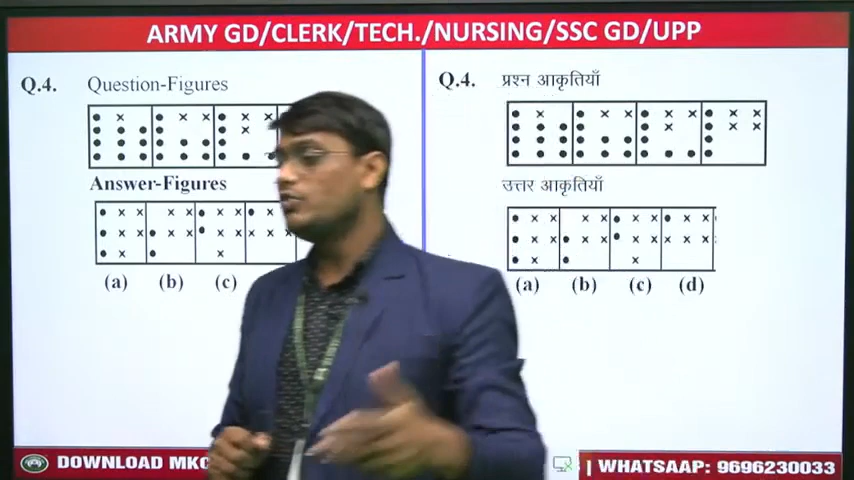 ARMY GD/CLERK/TECH./NURSING/SSC GD/UPP
Q.4. Question-Figures
Answer-Figures
(a) (b) (c)
Q.4. प्रश्न आकृतियाँ
उत्तर आकृतियाँ
(a) (b) (c) (d)
DOWNLOAD MKC
| WHATSAAP: 9696230033